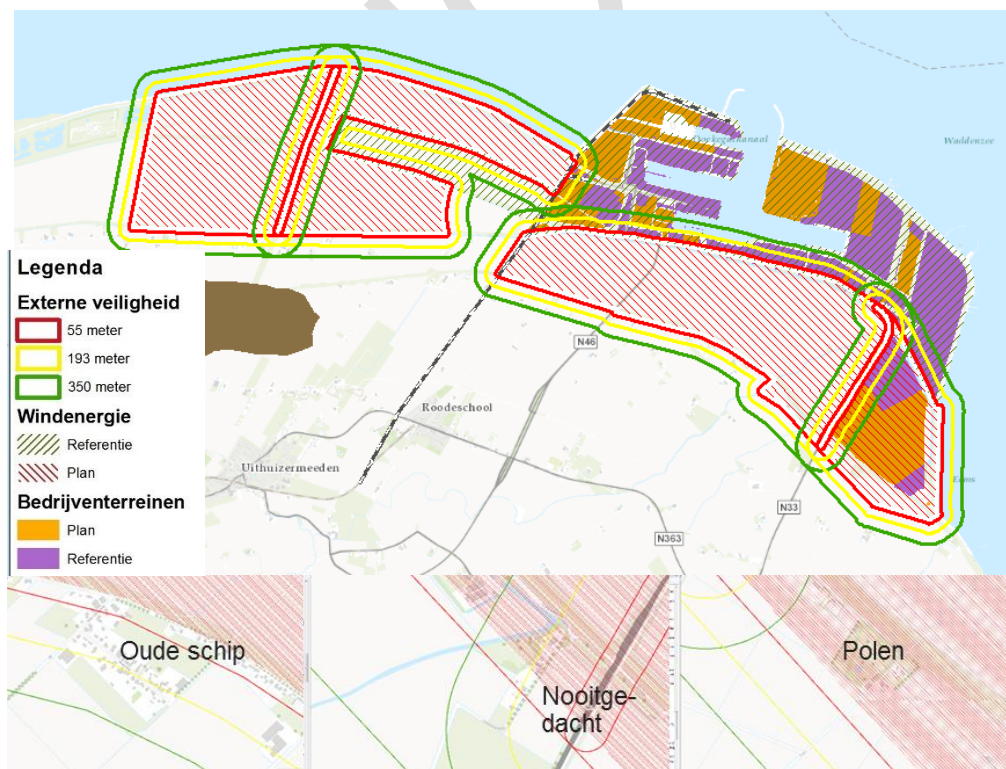 Doekegatkanaal
Waddenzee
Legenda
Externe veiligheid
55 meter
193 meter
350 meter
Windenergie
Referentie
Plan
Bedrijventerreinen
Plan
Referentie
N46
Roodeschool
Uithuizermeeden
Eems
N33
N363
Oude schip
Nooitge-
dacht
Polen